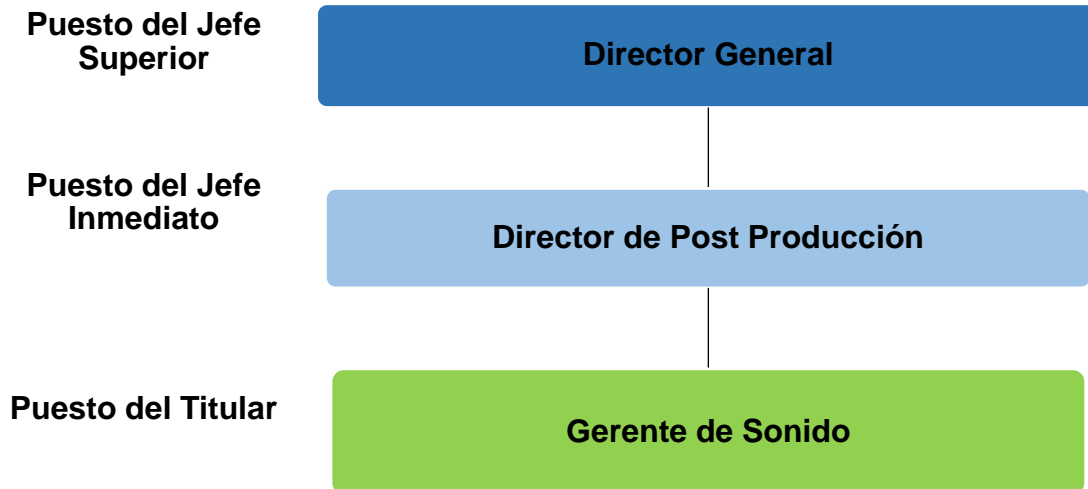 Puesto del Jefe
Superior
Director General
Puesto del Jefe
Inmediato
Director de Post Producción
Puesto del Titular
Gerente de Sonido